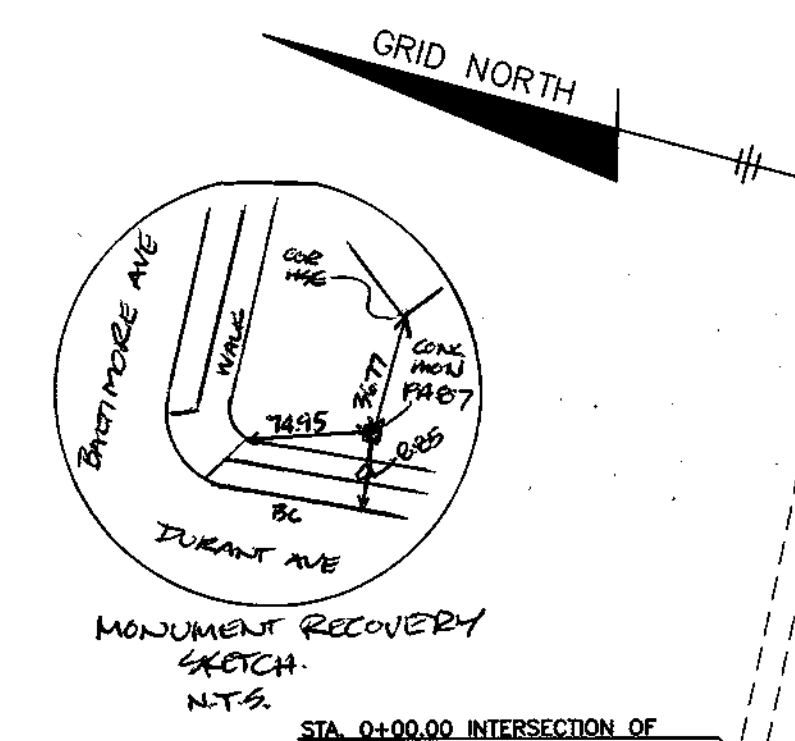 GRID NORTH
BALTIMORE AVE
WALK
COR
HSE
CONC
MON
PA87
36.77
74.95
8.85
BC
DURANT AVE
MONUMENT RECOVERY
SKETCH.
N.T.S.
STA. 0+00.00 INTERSECTION OF